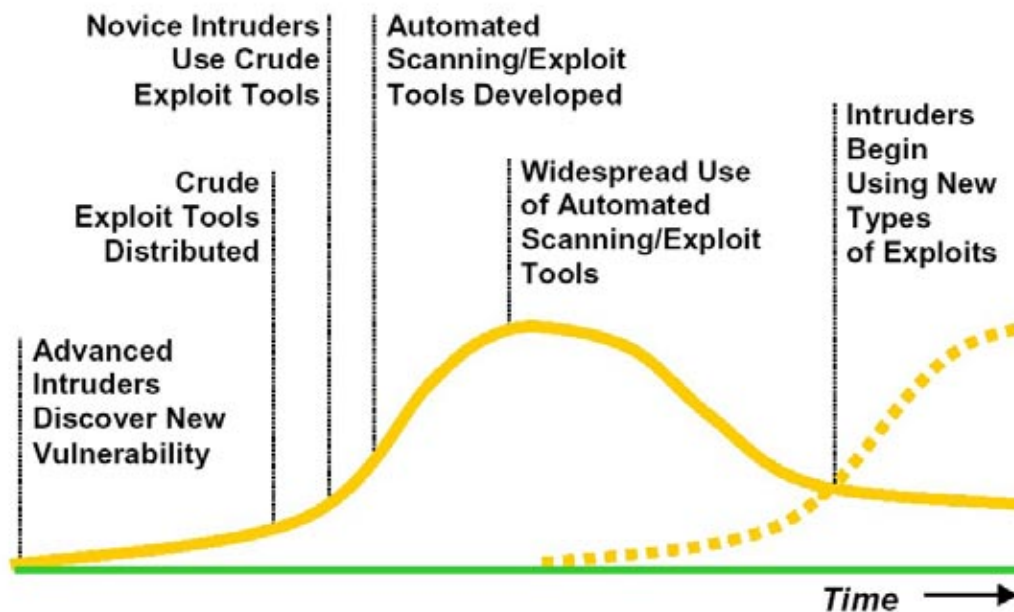 Advanced
Intruders
Discover New
Vulnerability
Crude
Exploit Tools
Distributed
Novice Intruders
Use Crude
Exploit Tools
Automated
Scanning/Exploit
Tools Developed
Widespread Use
of Automated
Scanning/Exploit
Tools
Intruders
Begin
Using New
Types
of Exploits
Time